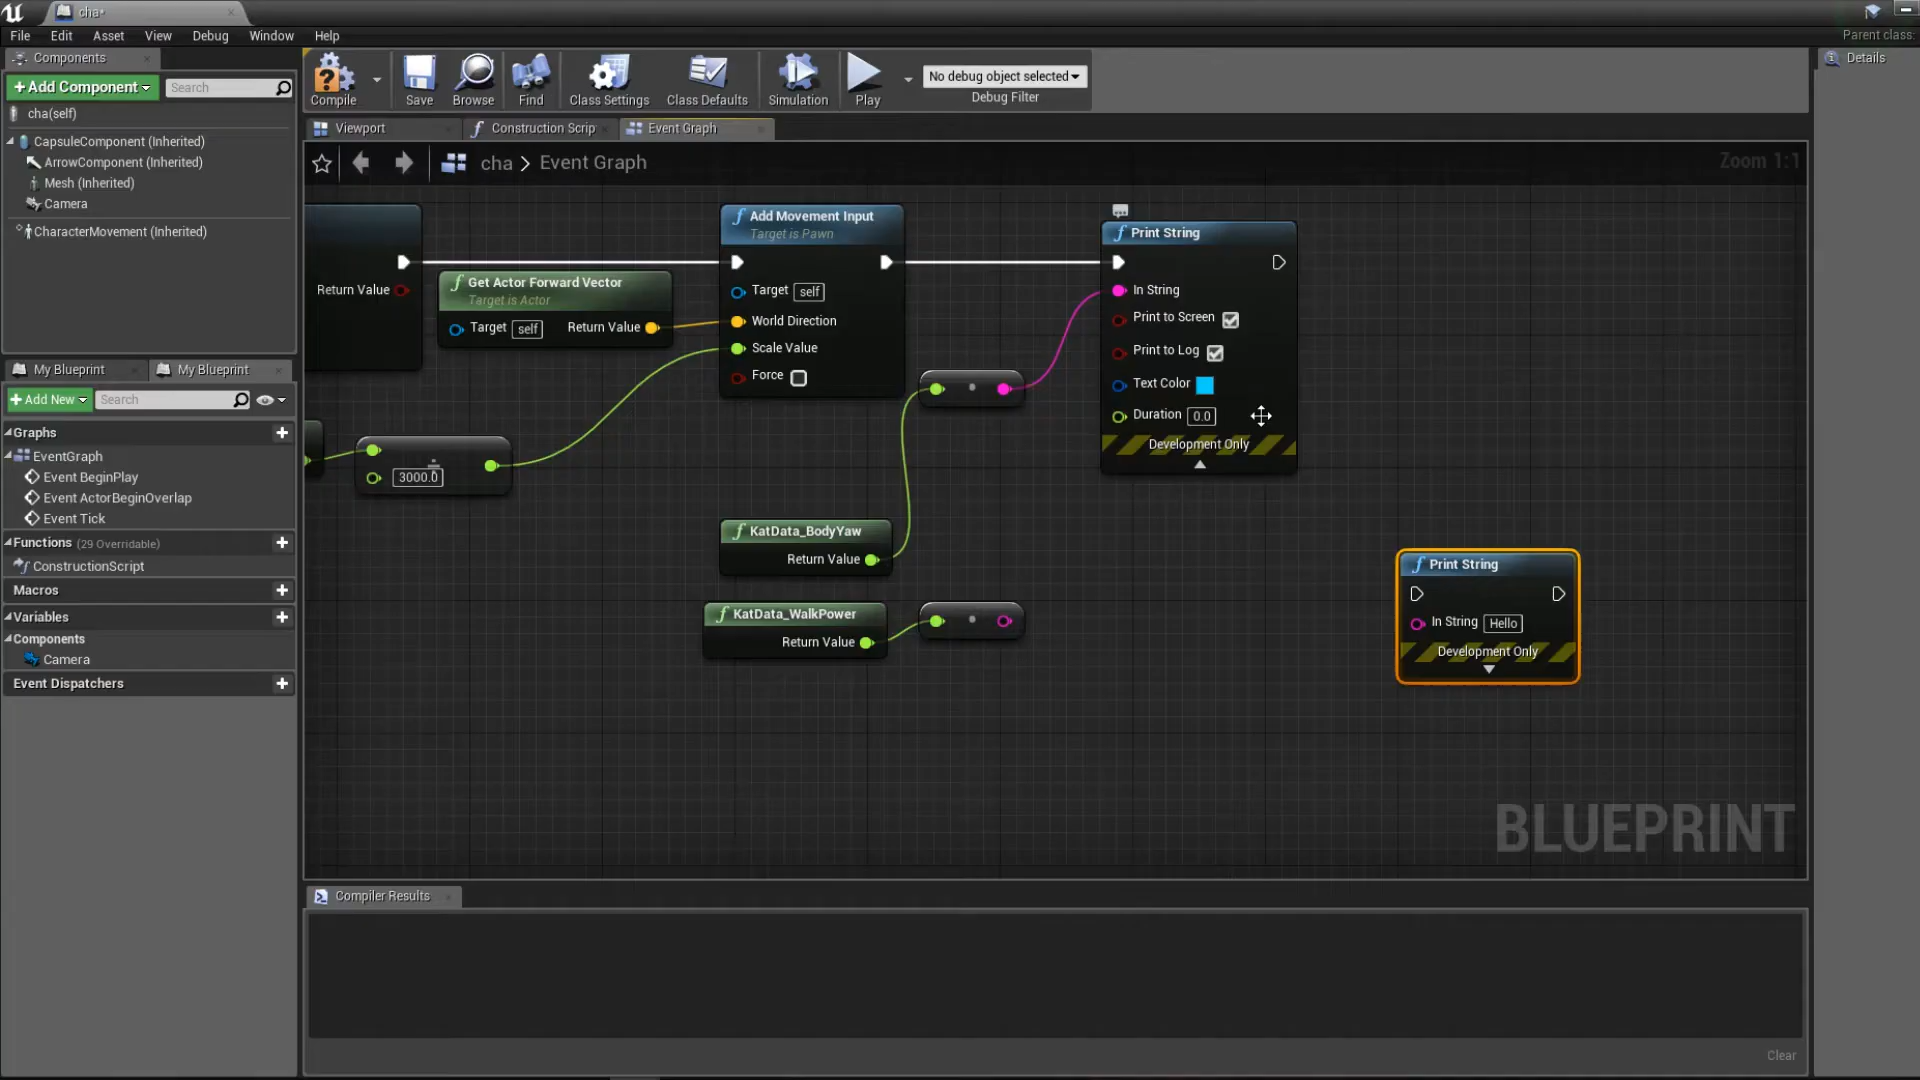 cha*
File Edit Asset View Debug Window Help
Parent class:
Components
+Add Component
Search
cha(self)
CapsuleComponent (Inherited)
ArrowComponent (Inherited)
Mesh (Inherited)
Camera
CharacterMovement (Inherited)
My Blueprint
My Blueprint
+Add New
Search
Graphs
EventGraph
Event BeginPlay
Event ActorBeginOverlap
Event Tick
Functions (29 Overridable)
ConstructionScript
Macros
Variables
Components
Camera
Event Dispatchers
Compile
Save
Browse
Find
Class Settings
Class Defaults
Simulation
Play
No debug object selected
Debug Filter
Details
Viewport
Construction Scrip
Event Graph
cha > Event Graph
Zoom 1:1
Return Value
Get Actor Forward Vector
Target is Actor
Target self
Return Value
Add Movement Input
Target is Pawn
Target self
World Direction
Scale Value
Force
Print String
In String
Print to Screen
Print to Log
Text Color
Duration 0.0
Development Only
÷
3000.0
KatData_BodyYaw
Return Value
KatData_WalkPower
Return Value
Print String
In String Hello
Development Only
BLUEPRINT
Compiler Results
Clear